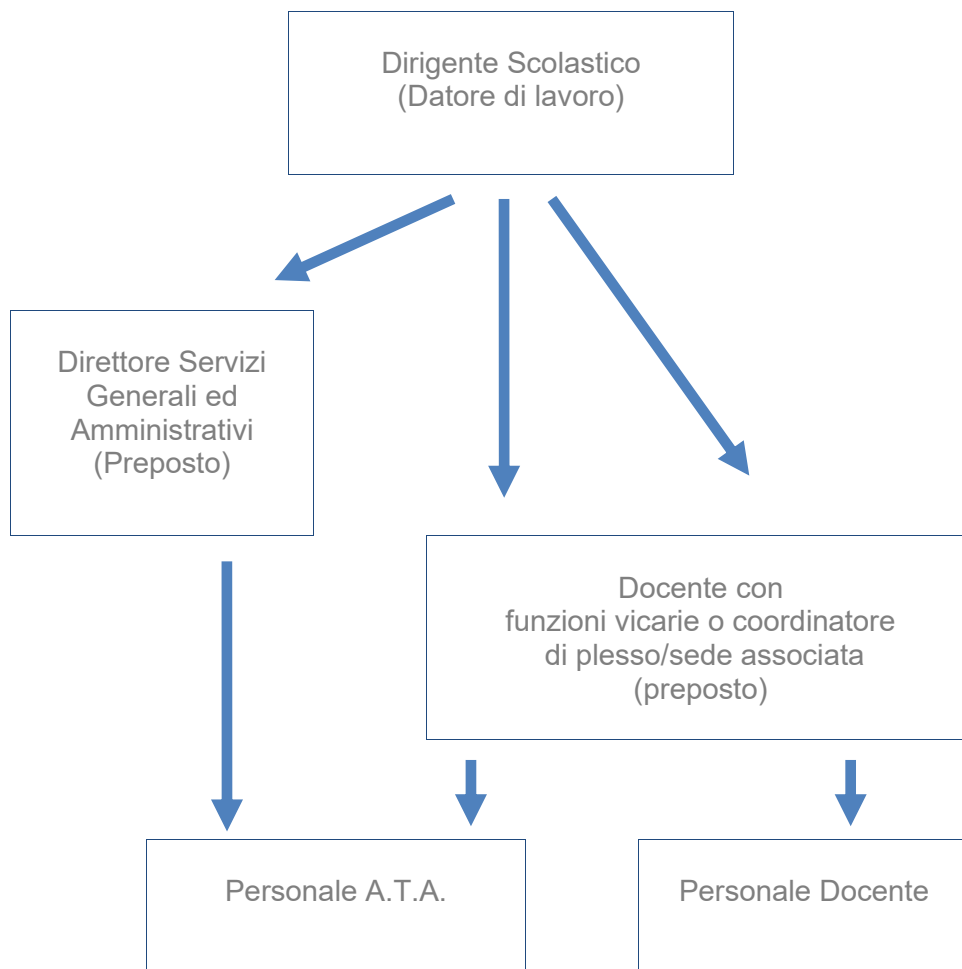 Dirigente Scolastico
(Datore di lavoro)
Direttore Servizi
Generali ed
Amministrativi
(Preposto)
Docente con
funzioni vicarie o coordinatore
di plesso/sede associata
(preposto)
Personale A.T.A.
Personale Docente